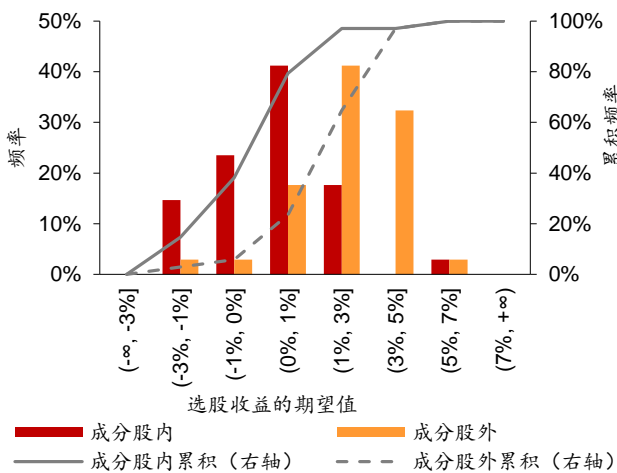 50%
40%
30%
20%
10%
0%
频率
100%
80%
60%
40%
20%
0%
累积频率
(-∞, -3%]
(-3%, -1%]
(-1%, 0%]
(0%, 1%]
(1%, 3%]
(3%, 5%]
(5%, 7%]
(7%, +∞)
选股收益的期望值
成分股内
成分股外
成分股内累积（右轴）
成分股外累积（右轴）